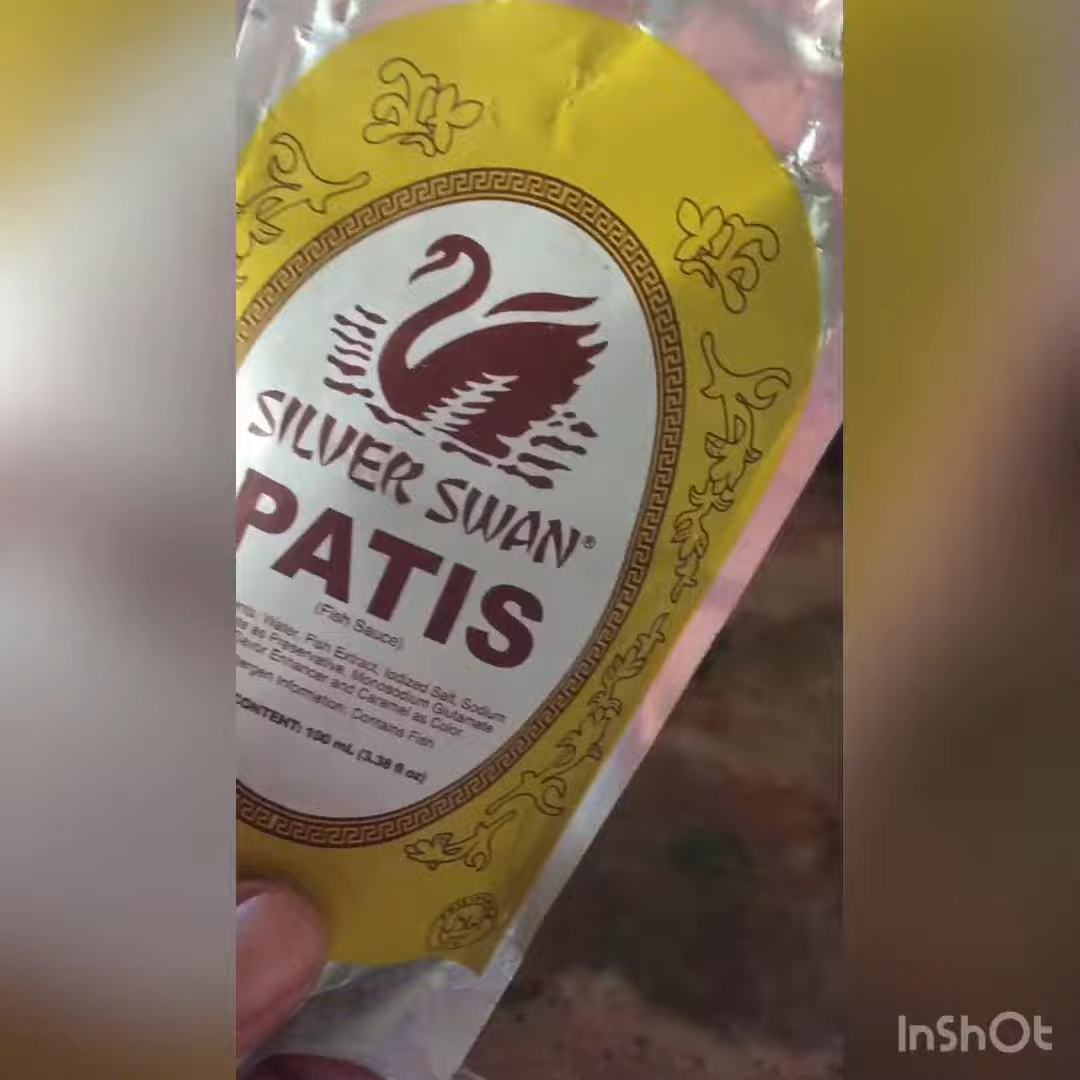 SILVER SWAN®
PATIS
(Fish Sauce)
Water, Fish Extract, Iodized Salt, Sodium
as Preservative, Monosodium Glutamate
Flavor Enhancer and Caramel as Color
Information: Contains Fish
CONTENT: 100 mL (3.38 fl oz)
InShOt